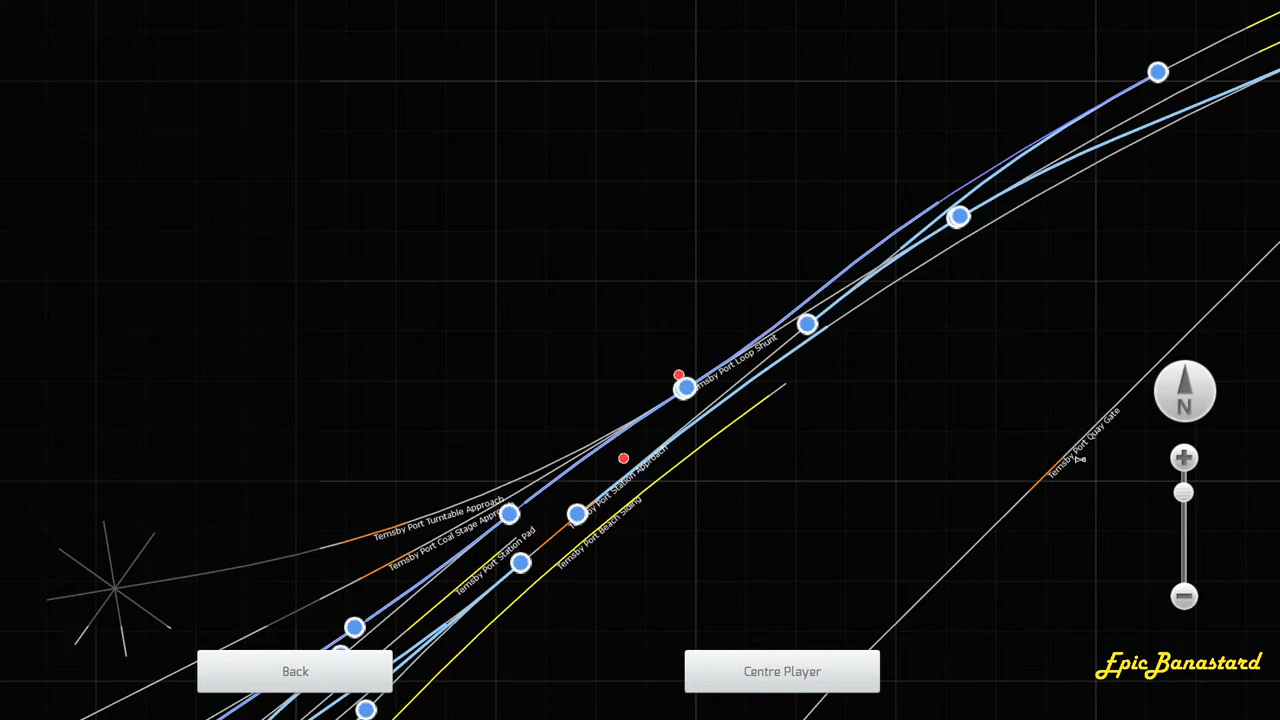 Ternsby Port Loop Shunt
Ternsby Port Quay Gate
N
Ternsby Port Station Approach
Ternsby Port Turntable Approach
Ternsby Port Coal Stage
Ternsby Port Beach Siding
Ternsby Port Station Pad
Back
Centre Player
EpicBanastard